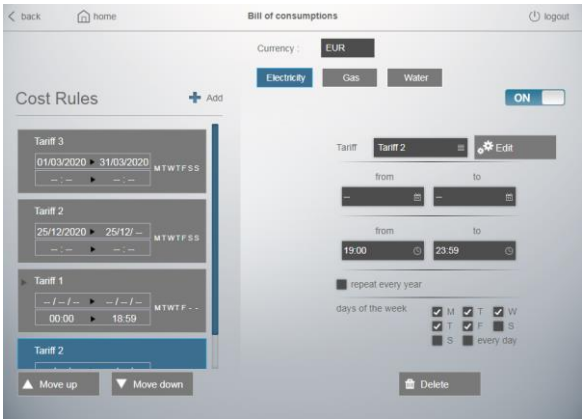 back home Bill of consumptions logout
Currency : EUR
Electricity Gas Water
Cost Rules Add
ON
Tariff 3
01/03/2020 31/03/2020 MTWTFSS
-- : -- -- : --
Tariff 2
25/12/2020 25/12/ -- MTWTFSS
-- : -- -- : --
Tariff 1
-- / -- / -- -- / -- / -- MTWTF - -
00:00 18:59
Tariff 2
Move up Move down
Tariff Tariff 2 Edit
from to
-- --
from to
19:00 23:59
repeat every year
days of the week M T W
T F S
S every day
Delete